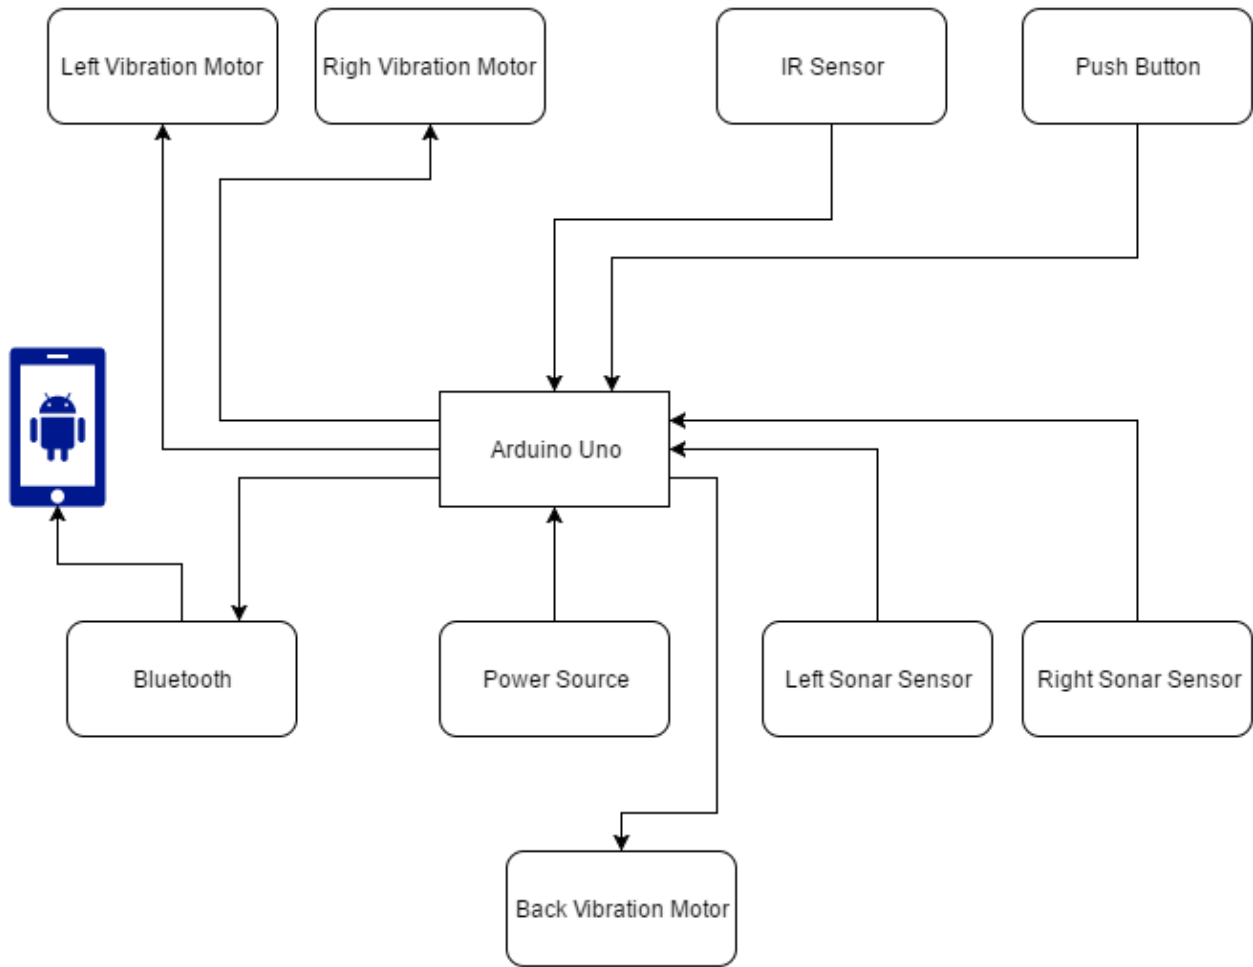 Left Vibration Motor
Righ Vibration Motor
IR Sensor
Push Button
Arduino Uno
Bluetooth
Power Source
Left Sonar Sensor
Right Sonar Sensor
Back Vibration Motor